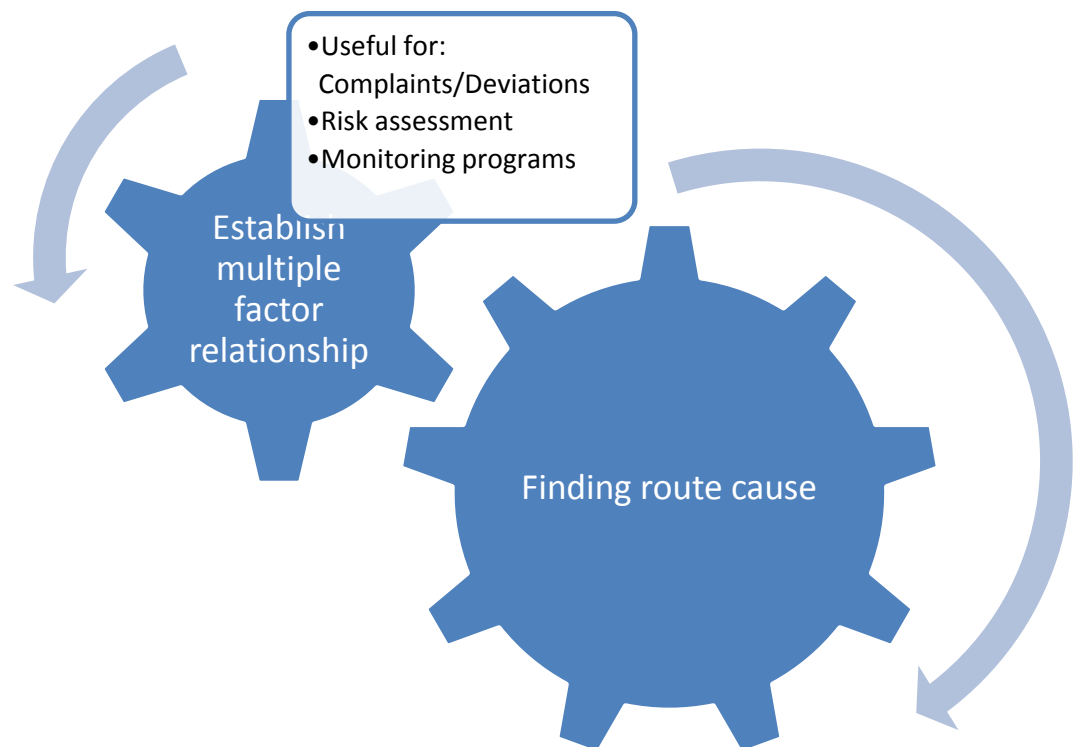 •Useful for:
Complaints/Deviations
•Risk assessment
•Monitoring programs
Establish
multiple
factor
relationship
Finding route cause